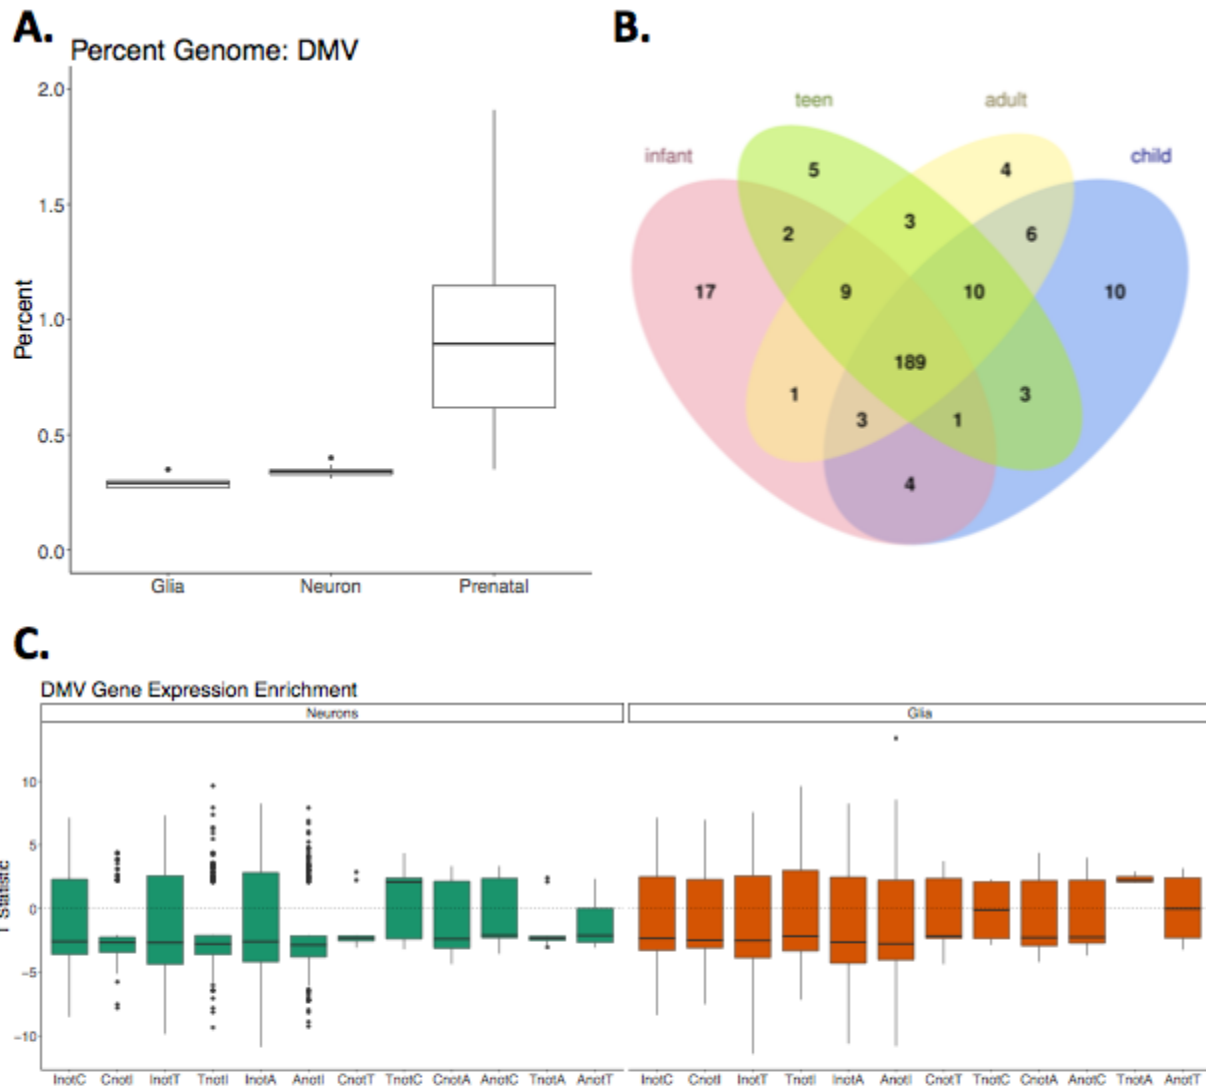 A.
Percent Genome: DMV
2.0
1.5
1.0
0.5
0.0
Percent
Glia Neuron Prenatal
B.
teen adult
infant child
5 4
2 3 6
17 9 10 10
189
1 3
3 1
4
C.
DMV Gene Expression Enrichment
Neurons Glia
10
5
0
−5
−10
Statistic
InotC CnotI InotT TnotI InotA AnotI CnotT TnotC CnotA AnotC TnotA AnotT InotC CnotI InotT TnotI InotA AnotI CnotT TnotC CnotA AnotC TnotA AnotT